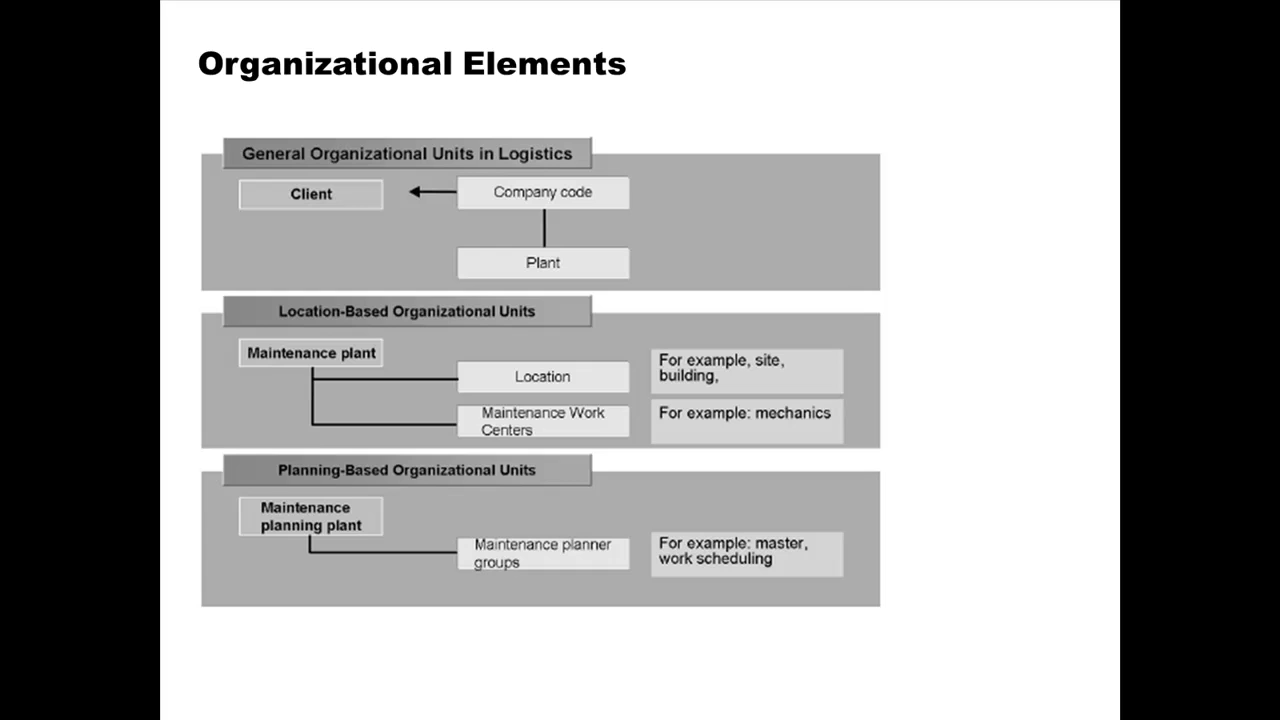 Organizational Elements
General Organizational Units in Logistics
Client
Company code
Plant
Location-Based Organizational Units
Maintenance plant
Location
For example, site,
building,
Maintenance Work
Centers
For example: mechanics
Planning-Based Organizational Units
Maintenance
planning plant
Maintenance planner
groups
For example: master,
work scheduling